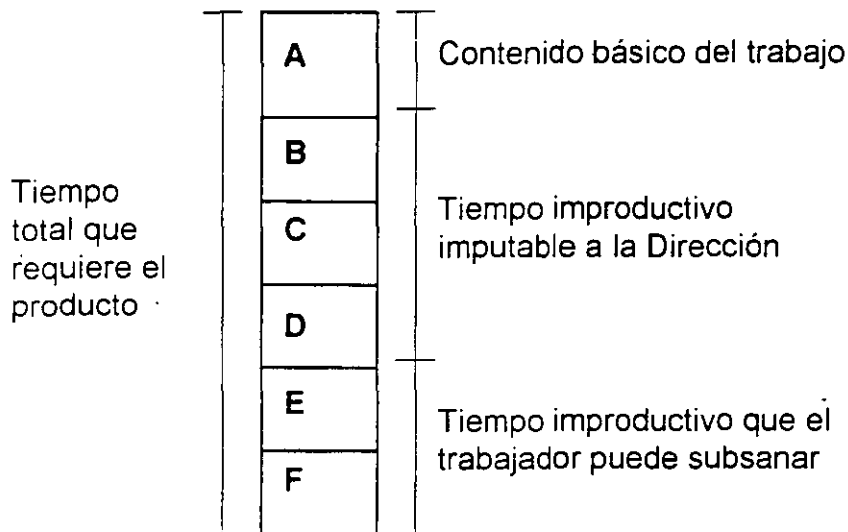 A
Contenido básico del trabajo
B
C
D
Tiempo
total que
requiere el
producto
Tiempo improductivo
imputable a la Dirección
E
F
Tiempo improductivo que el
trabajador puede subsanar